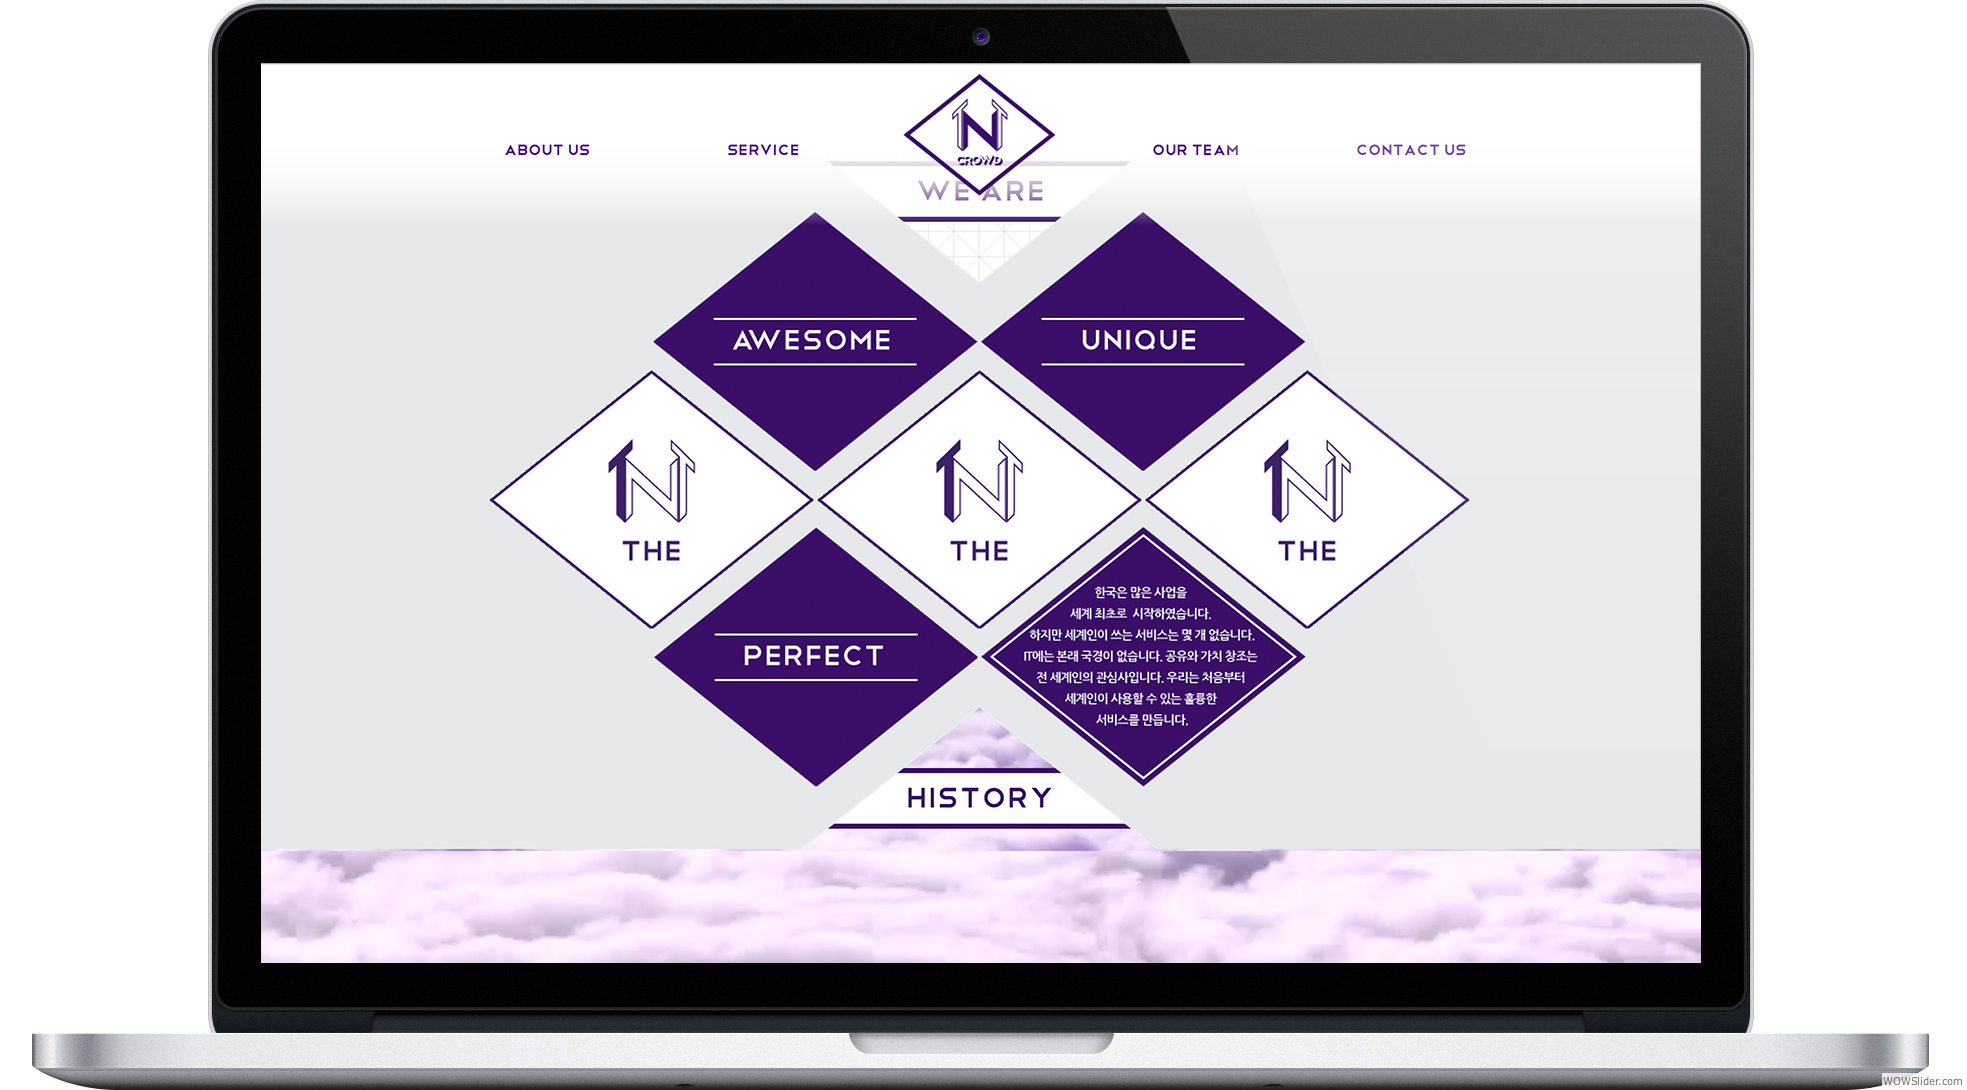 ABOUT US
SERVICE
N
CROWD
OUR TEAM
CONTACT US
WE ARE
AWESOME
UNIQUE
TNT
THE
TNT
THE
TNT
THE
PERFECT
한국은 많은 사업을
세계 최초로 시작하였습니다.
하지만 세계인이 쓰는 서비스는 몇 개 없습니다.
IT에는 본래 국경이 없습니다. 공유와 가치 창조는
전 세계인의 관심사입니다. 우리는 처음부터
세계인이 사용할 수 있는 훌륭한
서비스를 만듭니다.
HISTORY
WOWSlider.com